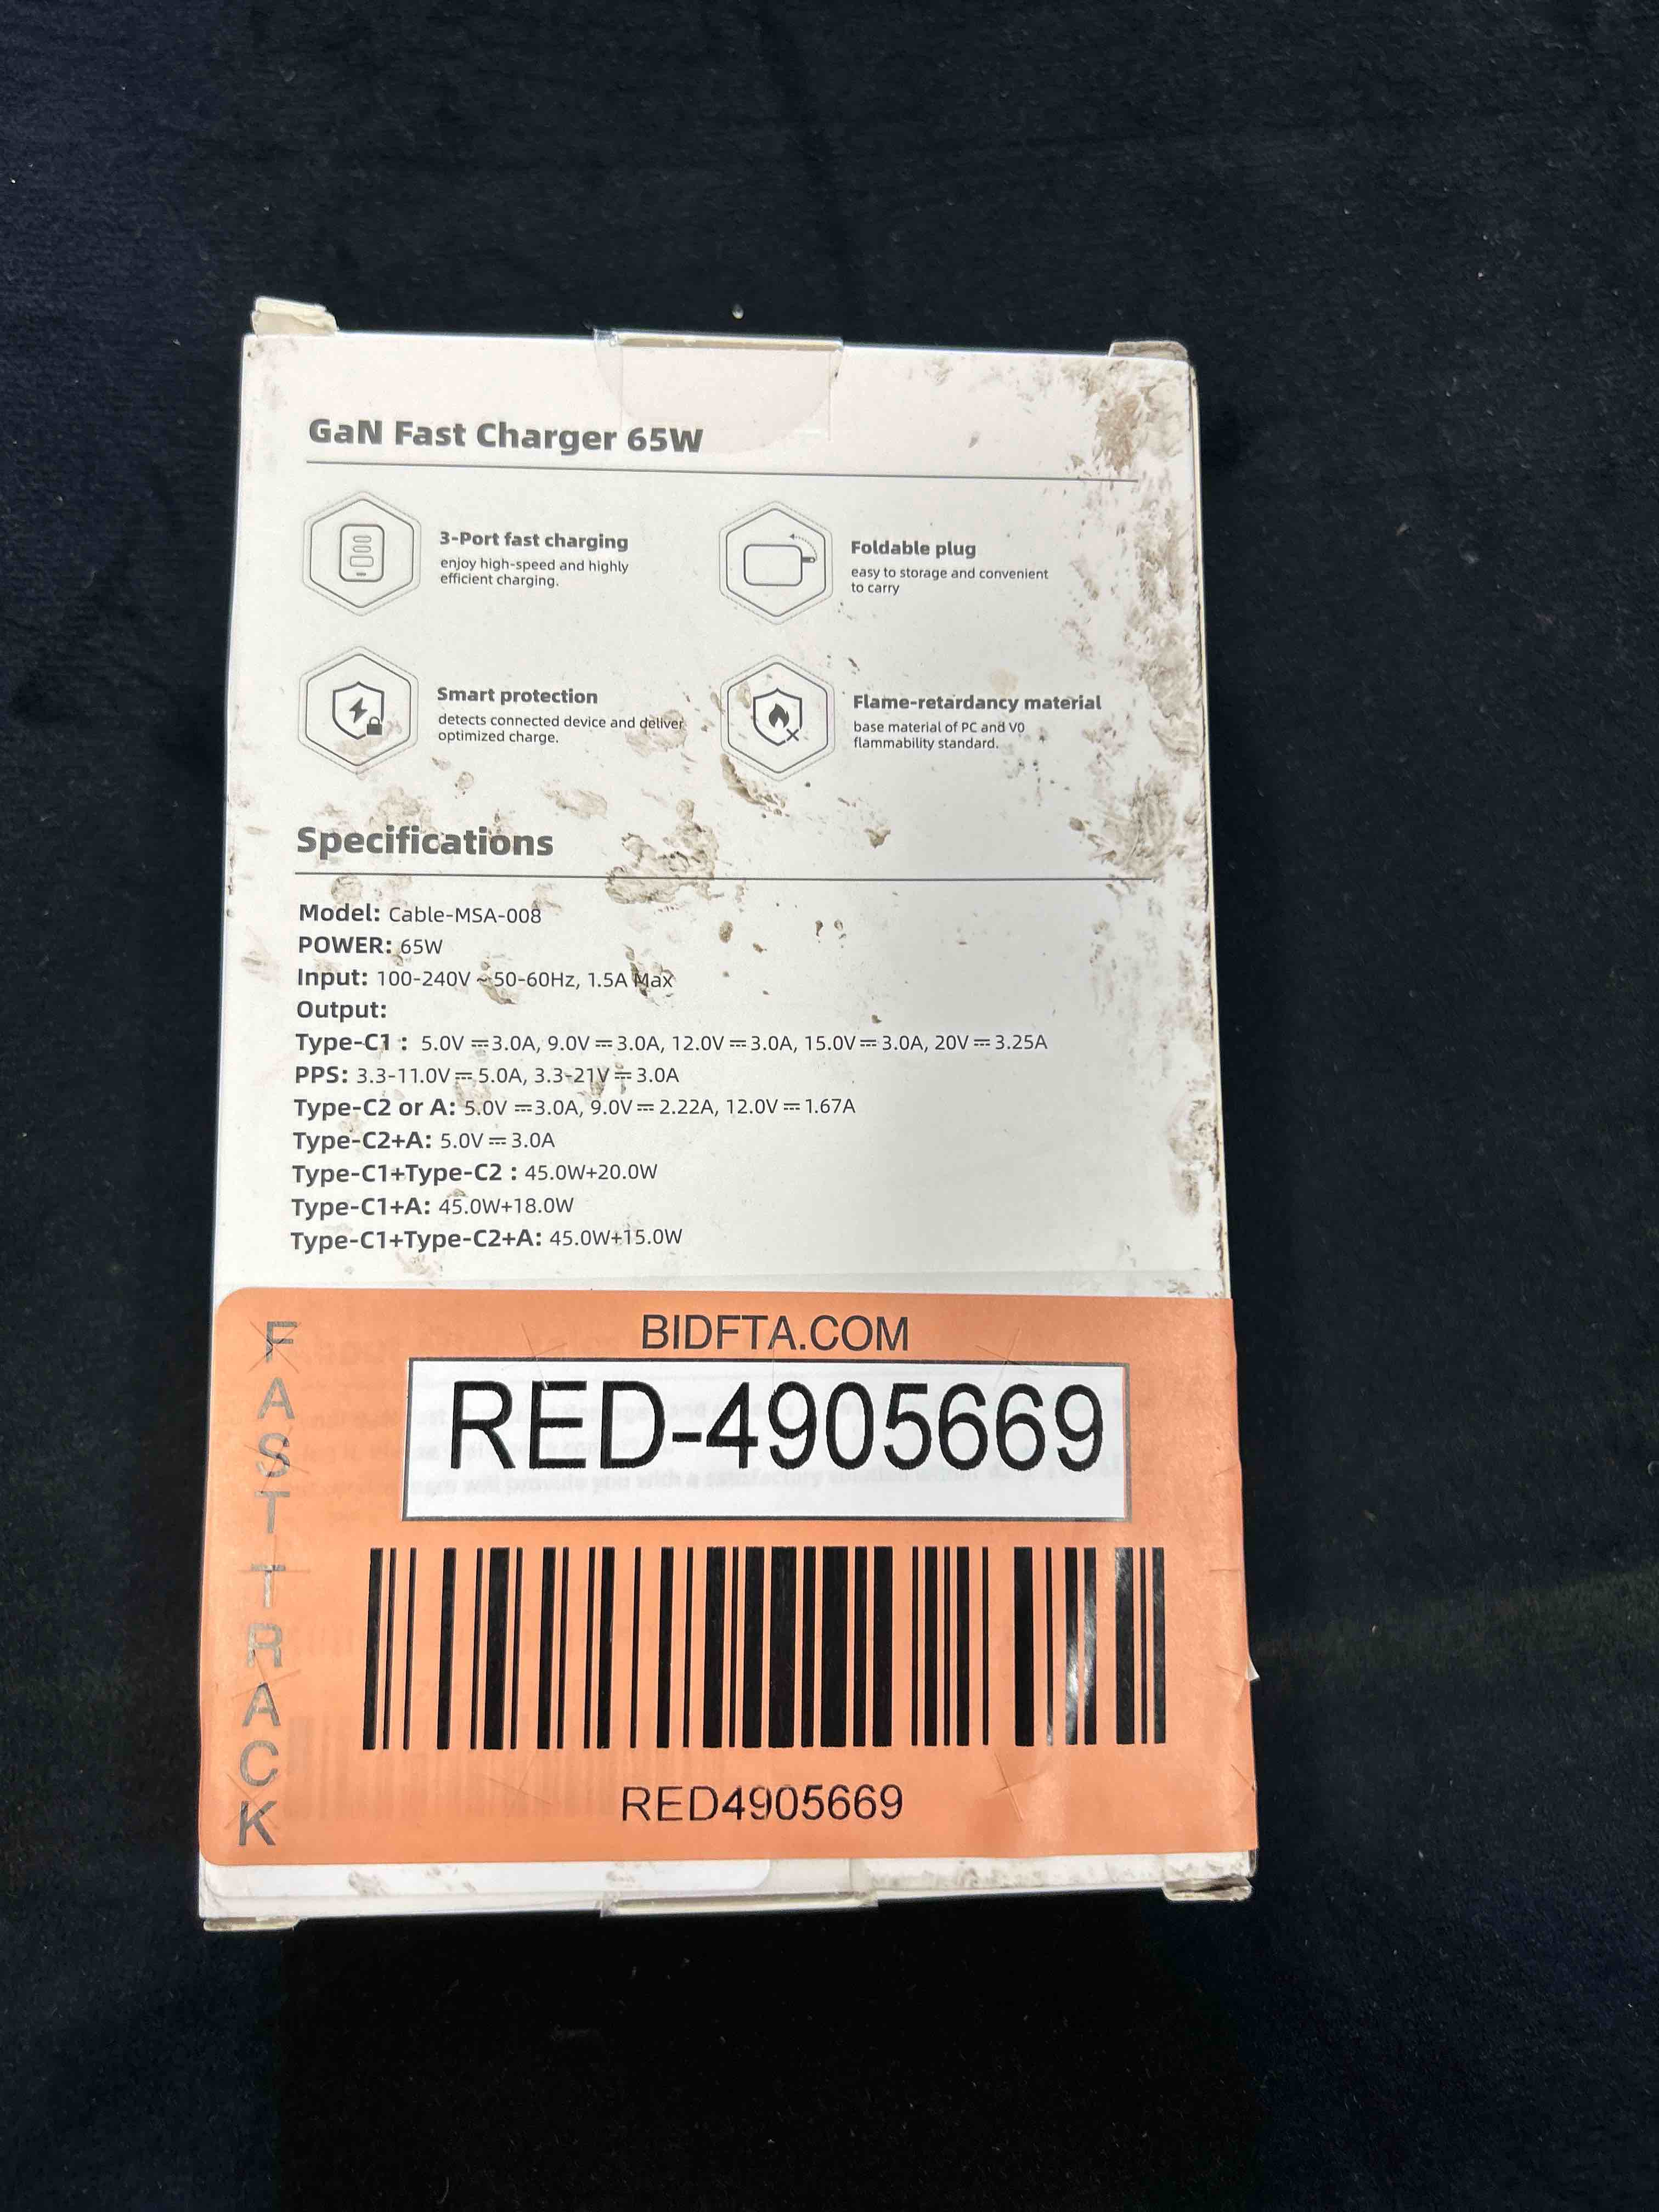 GaN Fast Charger 65W
3-Port fast charging
enjoy high-speed and highly
efficient charging.
Foldable plug
easy to storage and convenient
to carry
Smart protection
detects connected device and deliver
optimized charge.
Flame-retardancy material
base material of PC and V0
flammability standard.
Specifications
Model: Cable-MSA-008
POWER: 65W
Input: 100-240V ~ 50-60Hz, 1.5A Max
Output:
Type-C1 : 5.0V ⎓ 3.0A, 9.0V ⎓ 3.0A, 12.0V ⎓ 3.0A, 15.0V ⎓ 3.0A, 20V ⎓ 3.25A
PPS: 3.3-11.0V ⎓ 5.0A, 3.3-21V ⎓ 3.0A
Type-C2 or A: 5.0V ⎓ 3.0A, 9.0V ⎓ 2.22A, 12.0V ⎓ 1.67A
Type-C2+A: 5.0V ⎓ 3.0A
Type-C1+Type-C2 : 45.0W+20.0W
Type-C1+A: 45.0W+18.0W
Type-C1+Type-C2+A: 45.0W+15.0W
FAST TRACK
BIDFTA.COM
RED-4905669
will provide you with a satisfactory
RED4905669